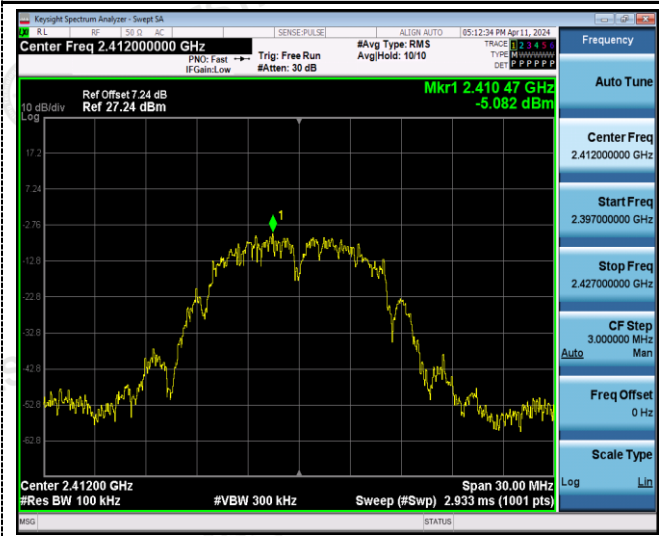 Keysight Spectrum Analyzer - Swept SA
RL RF 50 Ω AC SENSE:PULSE ALIGN AUTO 05:12:34 PM Apr 11, 2024
Center Freq 2.412000000 GHz
PNO: Fast
IFGain:Low
Trig: Free Run
#Atten: 30 dB
#Avg Type: RMS
Avg|Hold: 10/10
TRACE 1 2 3 4 5 6
TYPE MWWWWW
DET P P P P P P
Mkr1 2.410 47 GHz
-5.082 dBm
Ref Offset 7.24 dB
10 dB/div Ref 27.24 dBm
Log
17.2
7.24
-2.76
-12.8
-22.8
-32.8
-42.8
-52.8
-62.8
1
Center 2.41200 GHz Span 30.00 MHz
#Res BW 100 kHz #VBW 300 kHz Sweep (#Swp) 2.933 ms (1001 pts)
MSG STATUS
Frequency
Auto Tune
Center Freq
2.412000000 GHz
Start Freq
2.397000000 GHz
Stop Freq
2.427000000 GHz
CF Step
3.000000 MHz
Auto Man
Freq Offset
0 Hz
Scale Type
Log Lin